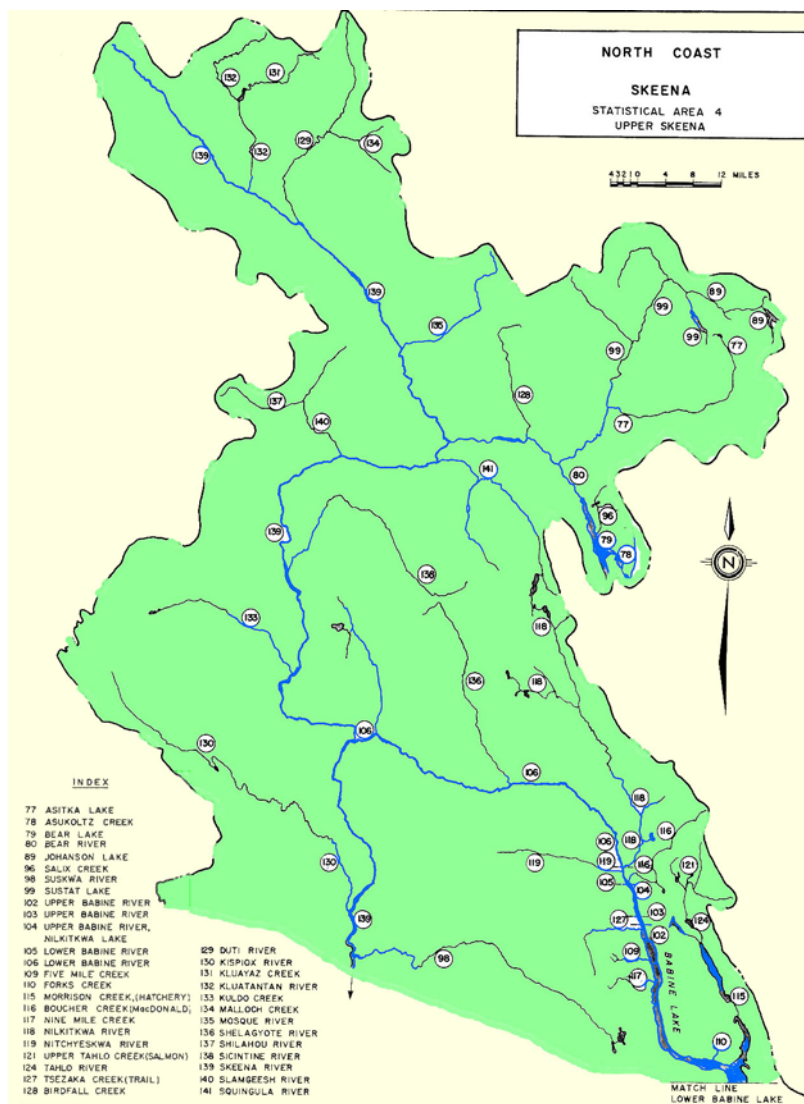 NORTH COAST
SKEENA
STATISTICAL AREA 4
UPPER SKEENA
4 3 2 1 0 4 8 12 MILES
132
131
129
134
139
132
139
135
89
99
89
99
77
99
137
128
140
77
141
80
96
139
79
78
138
133
118
136
118
130
106
106
118
106
118
116
130
119
119
116
121
105
104
103
127
124
139
102
98
109
117
115
110
N
BABINE LAKE
INDEX
77 ASITKA LAKE
78 ASUKOLTZ CREEK
79 BEAR LAKE
80 BEAR RIVER
89 JOHANSON LAKE
96 SALIX CREEK
98 SUSKWA RIVER
99 SUSTAT LAKE
102 UPPER BABINE RIVER
103 UPPER BABINE RIVER
104 UPPER BABINE RIVER,
NILKITKWA LAKE
105 LOWER BABINE RIVER
106 LOWER BABINE RIVER
109 FIVE MILE CREEK
110 FORKS CREEK
115 MORRISON CREEK,(HATCHERY)
116 BOUCHER CREEK(MacDONALD)
117 NINE MILE CREEK
118 NILKITKWA RIVER
119 NITCHYESKWA RIVER
121 UPPER TAHLO CREEK(SALMON)
124 TAHLO RIVER
127 TSEZAKA CREEK(TRAIL)
128 BIRDFALL CREEK
129 DUTI RIVER
130 KISPIOX RIVER
131 KLUAYAZ CREEK
132 KLUATANTAN RIVER
133 KULDO CREEK
134 MALLOCH CREEK
135 MOSQUE RIVER
136 SHELAGYOTE RIVER
137 SHILAHOU RIVER
138 SICINTINE RIVER
139 SKEENA RIVER
140 SLAMGEESH RIVER
141 SQUINGULA RIVER
MATCH LINE
LOWER BABINE LAKE